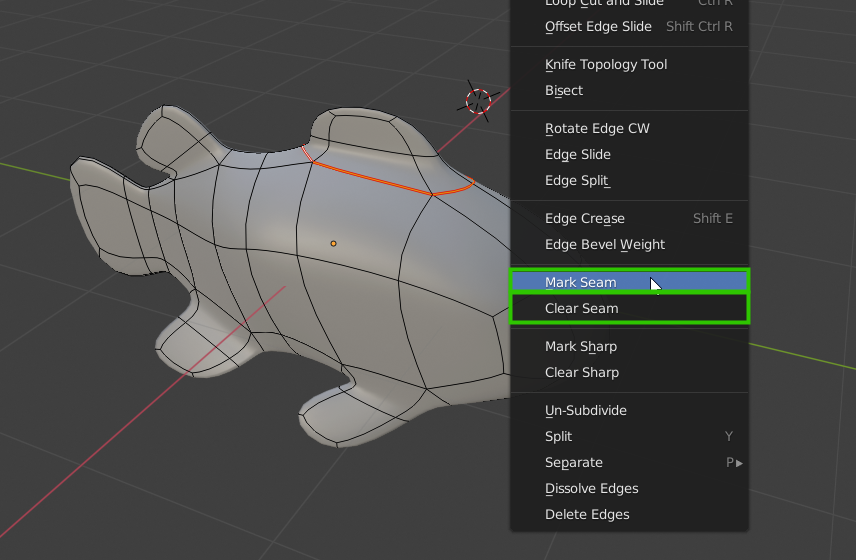 Loop Cut and Slide Ctrl R
Offset Edge Slide Shift Ctrl R
Knife Topology Tool
Bisect
Rotate Edge CW
Edge Slide
Edge Split
Edge Crease Shift E
Edge Bevel Weight
Mark Seam
Clear Seam
Mark Sharp
Clear Sharp
Un-Subdivide
Split Y
Separate P
Dissolve Edges
Delete Edges